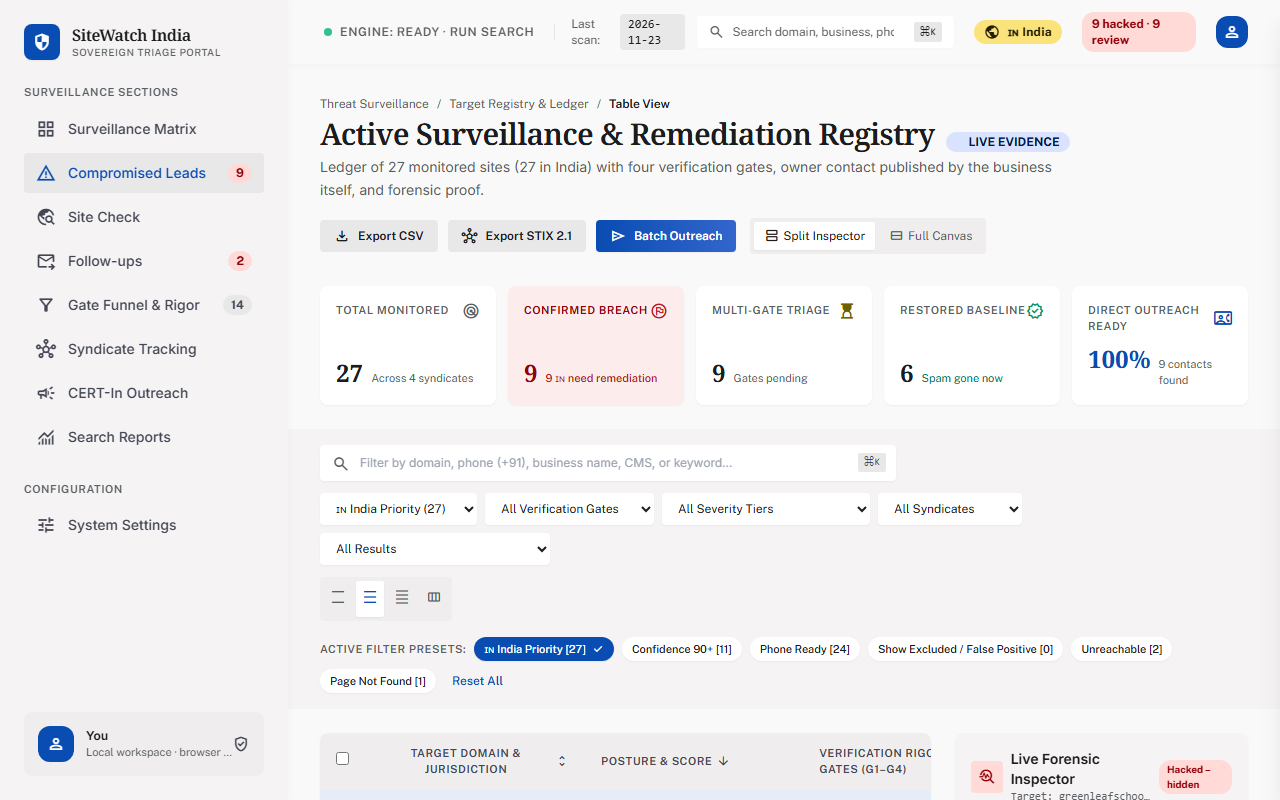 SiteWatch India
SOVEREIGN TRIAGE PORTAL
SURVEILLANCE SECTIONS
Surveillance Matrix
Compromised Leads 9
Site Check
Follow-ups 2
Gate Funnel & Rigor 14
Syndicate Tracking
CERT-In Outreach
Search Reports
CONFIGURATION
System Settings
You
Local workspace · browser ...
ENGINE: READY · RUN SEARCH
Last scan:
2026-11-23
Search domain, business, pho
⌘K
IN India
9 hacked · 9 review
Threat Surveillance / Target Registry & Ledger / Table View
Active Surveillance & Remediation Registry LIVE EVIDENCE
Ledger of 27 monitored sites (27 in India) with four verification gates, owner contact published by the business
itself, and forensic proof.
Export CSV Export STIX 2.1 Batch Outreach Split Inspector Full Canvas
TOTAL MONITORED
27 Across 4 syndicates
CONFIRMED BREACH
9 9 IN need remediation
MULTI-GATE TRIAGE
9 Gates pending
RESTORED BASELINE
6 Spam gone now
DIRECT OUTREACH
READY
100% 9 contacts
found
Filter by domain, phone (+91), business name, CMS, or keyword... ⌘K
IN India Priority (27) All Verification Gates All Severity Tiers All Syndicates
All Results
ACTIVE FILTER PRESETS: IN India Priority [27] Confidence 90+ [11] Phone Ready [24] Show Excluded / False Positive [0] Unreachable [2]
Page Not Found [1] Reset All
TARGET DOMAIN &
JURISDICTION
POSTURE & SCORE
VERIFICATION RIGO
GATES (G1–G4)
Live Forensic
Inspector
Target: greenleafschoo...
Hacked –
hidden